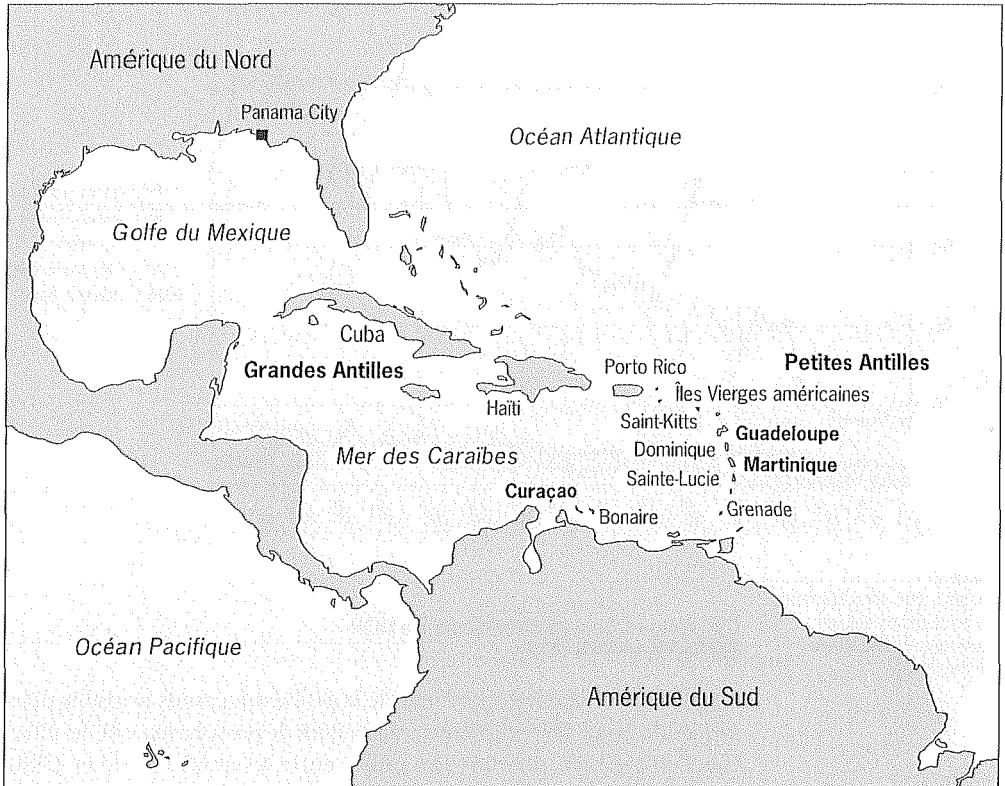 Amérique du Nord
Panama City
Océan Atlantique
Golfe du Mexique
Cuba
Grandes Antilles
Porto Rico
Petites Antilles
Îles Vierges américaines
Haïti
Saint-Kitts
Guadeloupe
Mer des Caraïbes
Dominique
Martinique
Sainte-Lucie
Curaçao
Bonaire
Grenade
Océan Pacifique
Amérique du Sud